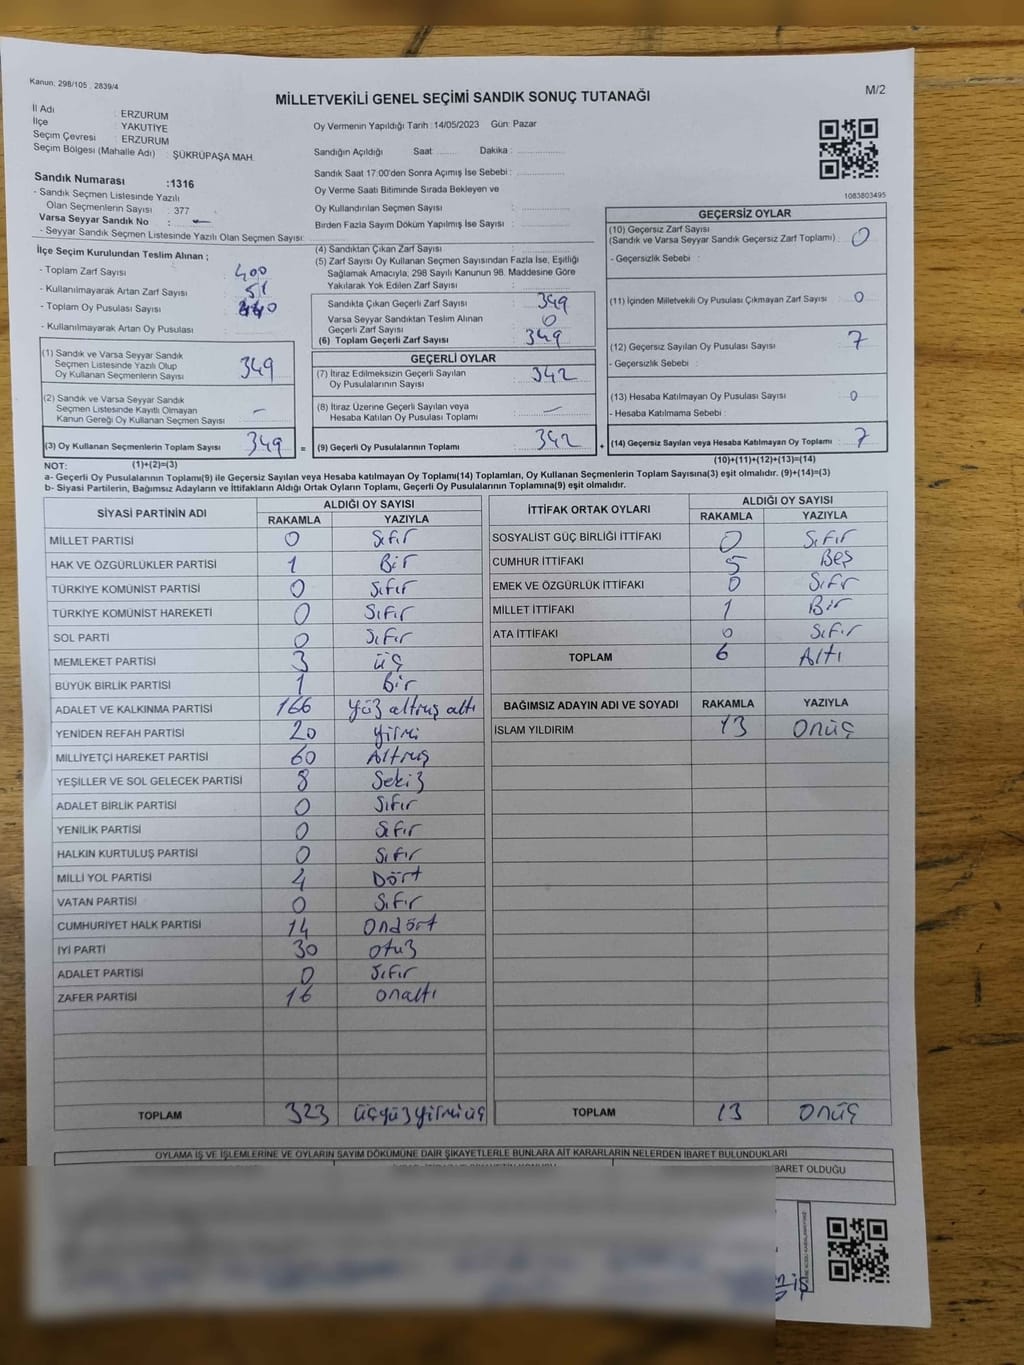 Kanun: 298/105 , 2839/4
MİLLETVEKİLİ GENEL SEÇİMİ SANDIK SONUÇ TUTANAĞI
M/2
İl Adı : ERZURUM
İlçe : YAKUTİYE
Seçim Çevresi : ERZURUM
Seçim Bölgesi (Mahalle Adı) : ŞÜKRÜPAŞA MAH.
Sandık Numarası :1316
- Sandık Seçmen Listesinde Yazılı
Olan Seçmenlerin Sayısı : 377
Varsa Seyyar Sandık No : -
- Seyyar Sandık Seçmen Listesinde Yazılı Olan Seçmen Sayısı:
Oy Vermenin Yapıldığı Tarih :14/05/2023 Gün: Pazar
Sandığın Açıldığı Saat ........ Dakika : ........
Sandık Saat 17:00'den Sonra Açımış İse Sebebi : ........
Oy Verme Saati Bitiminde Sırada Bekleyen ve
Oy Kullandırılan Seçmen Sayısı : ........
Birden Fazla Sayım Döküm Yapılmış İse Sayısı : ........
1083803495
İlçe Seçim Kurulundan Teslim Alınan ;
- Toplam Zarf Sayısı : 400
- Kullanılmayarak Artan Zarf Sayısı : 51
- Toplam Oy Pusulası Sayısı :
- Kullanılmayarak Artan Oy Pusulası :
(1) Sandık ve Varsa Seyyar Sandık
Seçmen Listesinde Yazılı Olup
Oy Kullanan Seçmenlerin Sayısı : 349
(2) Sandık ve Varsa Seyyar Sandık
Seçmen Listesinde Kayıtlı Olmayan
Kanun Gereği Oy Kullanan Seçmen Sayısı : -
(3) Oy Kullanan Seçmenlerin Toplam Sayısı 349 =
(4) Sandıktan Çıkan Zarf Sayısı :
(5) Zarf Sayısı Oy Kullanan Seçmen Sayısından Fazla İse, Eşitliği
Sağlamak Amacıyla, 298 Sayılı Kanunun 98. Maddesine Göre
Yakılarak Yok Edilen Zarf Sayısı :
Sandıkta Çıkan Geçerli Zarf Sayısı : 349
Varsa Seyyar Sandıktan Teslim Alınan
Geçerli Zarf Sayısı : 0
(6) Toplam Geçerli Zarf Sayısı : 349
GEÇERLİ OYLAR
(7) İtiraz Edilmeksizin Geçerli Sayılan
Oy Pusulalarının Sayısı : 342
(8) İtiraz Üzerine Geçerli Sayılan veya
Hesaba Katılan Oy Pusulası Toplamı : -
(9) Geçerli Oy Pusulalarının Toplamı : 342 +
GEÇERSİZ OYLAR
(10) Geçersiz Zarf Sayısı
(Sandık ve Varsa Seyyar Sandık Geçersiz Zarf Toplamı) : 0
- Geçersizlik Sebebi :
(11) İçinden Milletvekili Oy Pusulası Çıkmayan Zarf Sayısı : 0
(12) Geçersiz Sayılan Oy Pusulası Sayısı : 7
- Geçersizlik Sebebi :
(13) Hesaba Katılmayan Oy Pusulası Sayısı : 0
- Hesaba Katılmama Sebebi :
(14) Geçersiz Sayılan veya Hesaba Katılmayan Oy Toplamı : 7
NOT: (1)+(2)=(3) (10)+(11)+(12)+(13)=(14)
a- Geçerli Oy Pusulalarının Toplamı(9) ile Geçersiz Sayılan veya Hesaba katılmayan Oy Toplamı(14) Toplamları, Oy Kullanan Seçmenlerin Toplam Sayısına(3) eşit olmalıdır. (9)+(14)=(3)
b- Siyasi Partilerin, Bağımsız Adayların ve İttifakların Aldığı Ortak Oyların Toplamı, Geçerli Oy Pusulalarının Toplamına(9) eşit olmalıdır.
SİYASİ PARTİNİN ADI ALDIĞI OY SAYISI
RAKAMLA YAZIYLA
MİLLET PARTİSİ 0 Sıfır
HAK VE ÖZGÜRLÜKLER PARTİSİ 1 Bir
TÜRKİYE KOMÜNİST PARTİSİ 0 Sıfır
TÜRKİYE KOMÜNİST HAREKETİ 0 Sıfır
SOL PARTİ 0 Sıfır
MEMLEKET PARTİSİ 3 üç
BÜYÜK BİRLİK PARTİSİ 1 Bir
ADALET VE KALKINMA PARTİSİ 166 Yüz altmış altı
YENİDEN REFAH PARTİSİ 20 Yirmi
MİLLİYETÇİ HAREKET PARTİSİ 60 Altmış
YEŞİLLER VE SOL GELECEK PARTİSİ 8 Sekiz
ADALET BİRLİK PARTİSİ 0 Sıfır
YENİLİK PARTİSİ 0 Sıfır
HALKIN KURTULUŞ PARTİSİ 0 Sıfır
MİLLİ YOL PARTİSİ 4 Dört
VATAN PARTİSİ 0 Sıfır
CUMHURİYET HALK PARTİSİ 14 Ondört
İYİ PARTİ 30 otuz
ADALET PARTİSİ 0 Sıfır
ZAFER PARTİSİ 16 onaltı
TOPLAM 323 üçyüzyirmiüç
İTTİFAK ORTAK OYLARI ALDIĞI OY SAYISI
RAKAMLA YAZIYLA
SOSYALİST GÜÇ BİRLİĞİ İTTİFAKI 0 Sıfır
CUMHUR İTTİFAKI 5 Beş
EMEK VE ÖZGÜRLÜK İTTİFAKI 0 Sıfır
MİLLET İTTİFAKI 1 Bir
ATA İTTİFAKI 0 Sıfır
TOPLAM 6 Altı
BAĞIMSIZ ADAYIN ADI VE SOYADI RAKAMLA YAZIYLA
İSLAM YILDIRIM 13 Onüç
TOPLAM 13 Onüç
OYLAMA İŞ VE İŞLEMLERİNE VE OYLARIN SAYIM DÖKÜMÜNE DAİR ŞİKAYETLERLE BUNLARA AİT KARARLARIN NELERDEN İBARET BULUNDUKLARI
BARET OLDUĞU